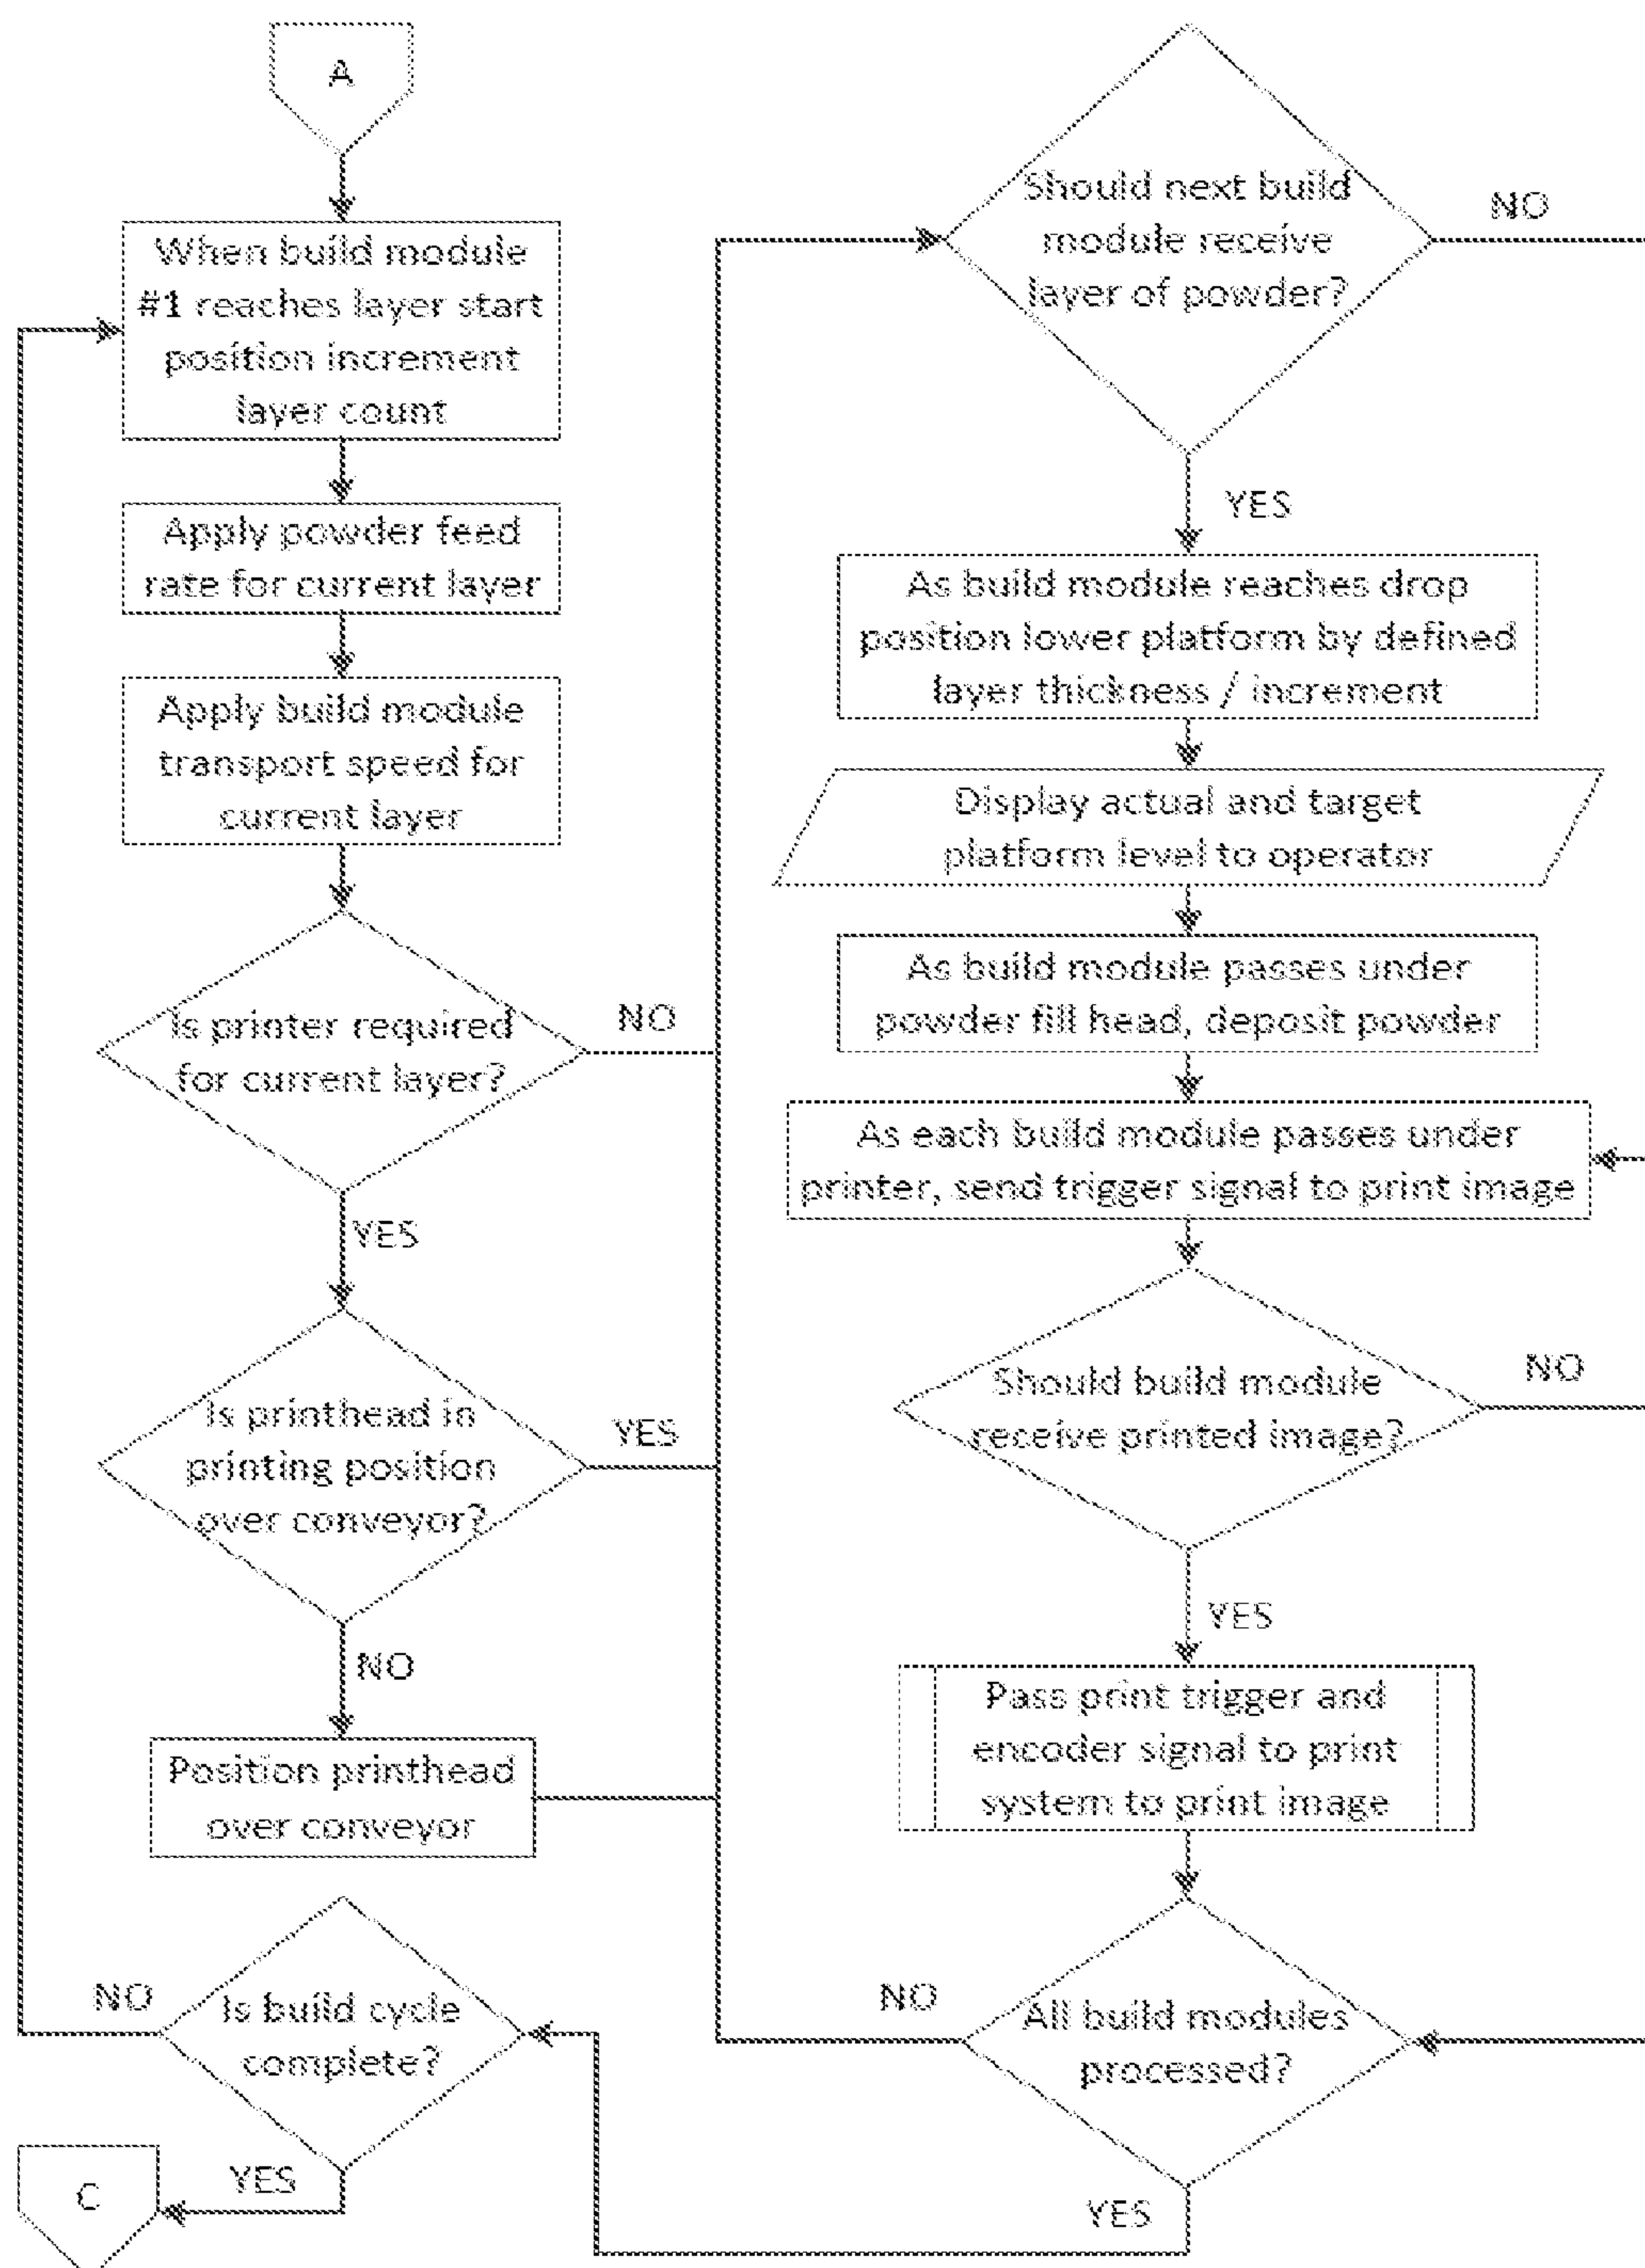 A
When build module
#1 reaches layer start
position increment
layer count
Apply powder feed
rate for current layer
Apply build module
transport speed for
current layer
Is printer required
for current layer?
NO
YES
Is printhead in
printing position
over conveyor?
YES
NO
Position printhead
over conveyor
Is build cycle
complete?
NO
YES
C
Should next build
module receive
layer of powder?
NO
YES
As build module reaches drop
position lower platform by defined
layer thickness / increment
Display actual and target
platform level to operator
As build module passes under
powder fill head, deposit powder
As each build module passes under
printer, send trigger signal to print image
Should build module
receive printed image?
NO
YES
Pass print trigger and
encoder signal to print
system to print image
All build modules
processed?
NO
YES